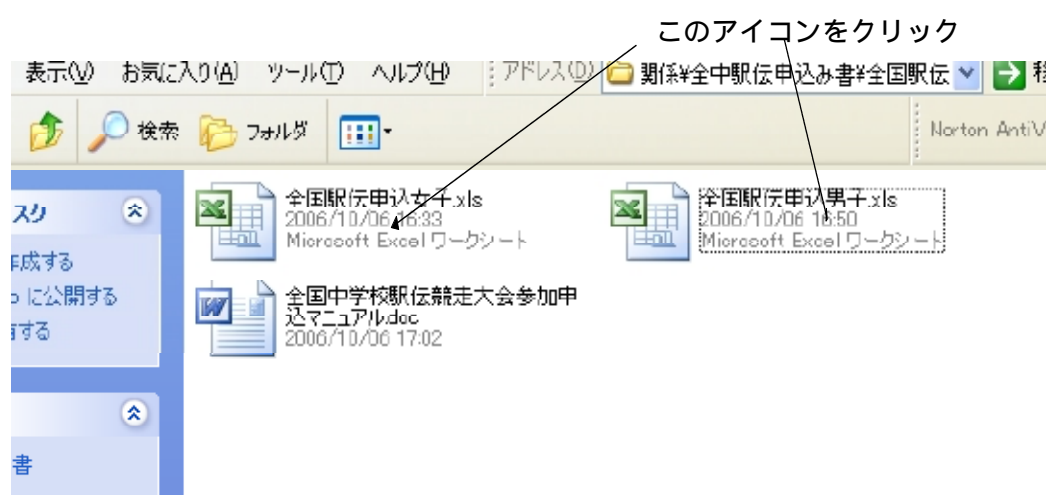 このアイコンをクリック
表示(V) お気に入り(A) ツール(T) ヘルプ(H) アドレス(D) 関係¥全中駅伝申込み書¥全国駅伝
検索 フォルダ Norton AntiV
全国駅伝申込女子.xls
2006/10/06 16:33
Microsoft Excel ワークシート
全国駅伝申込男子.xls
2006/10/06 16:50
Microsoft Excel ワークシート
スク
作成する
に公開する
する
全国中学校駅伝競走大会参加申
込マニュアル.doc
2006/10/06 17:02
書